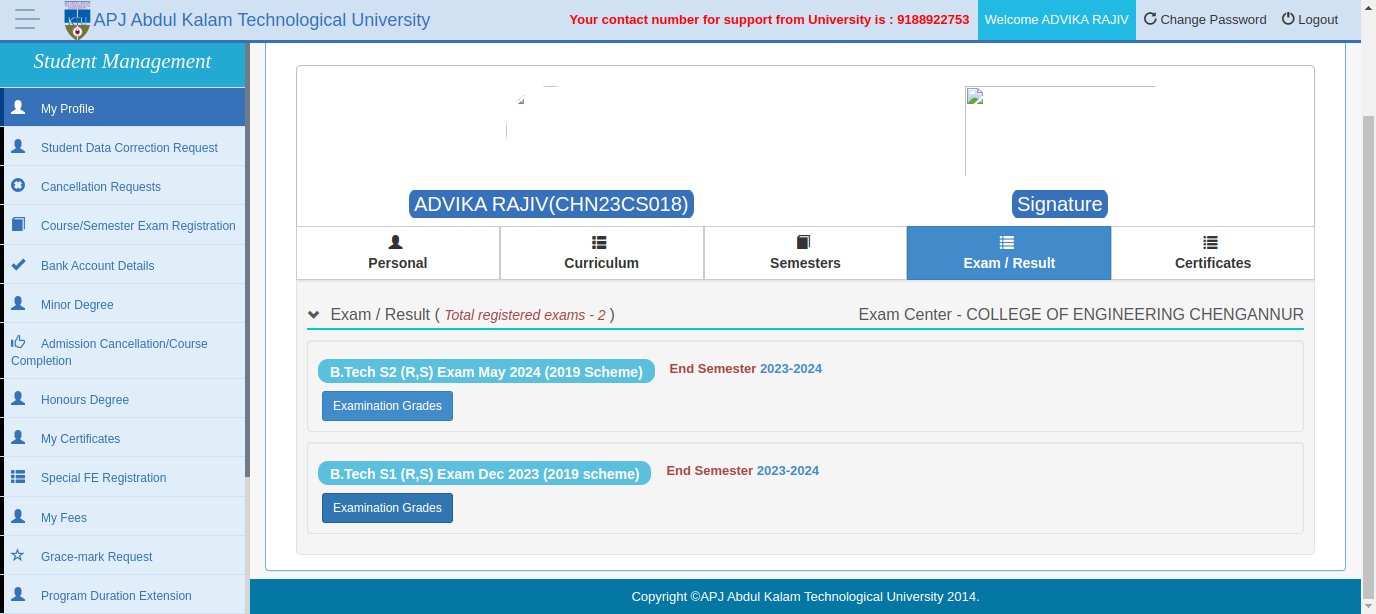 APJ Abdul Kalam Technological University
Your contact number for support from University is : 9188922753
Welcome ADVIKA RAJIV
Change Password
Logout
Student Management
My Profile
Student Data Correction Request
Cancellation Requests
Course/Semester Exam Registration
Bank Account Details
Minor Degree
Admission Cancellation/Course
Completion
Honours Degree
My Certificates
Special FE Registration
My Fees
Grace-mark Request
Program Duration Extension
ADVIKA RAJIV(CHN23CS018)
Signature
Personal
Curriculum
Semesters
Exam / Result
Certificates
Exam / Result ( Total registered exams - 2 )
Exam Center - COLLEGE OF ENGINEERING CHENGANNUR
B.Tech S2 (R,S) Exam May 2024 (2019 Scheme)
End Semester 2023-2024
Examination Grades
B.Tech S1 (R,S) Exam Dec 2023 (2019 scheme)
End Semester 2023-2024
Examination Grades
Copyright ©APJ Abdul Kalam Technological University 2014.